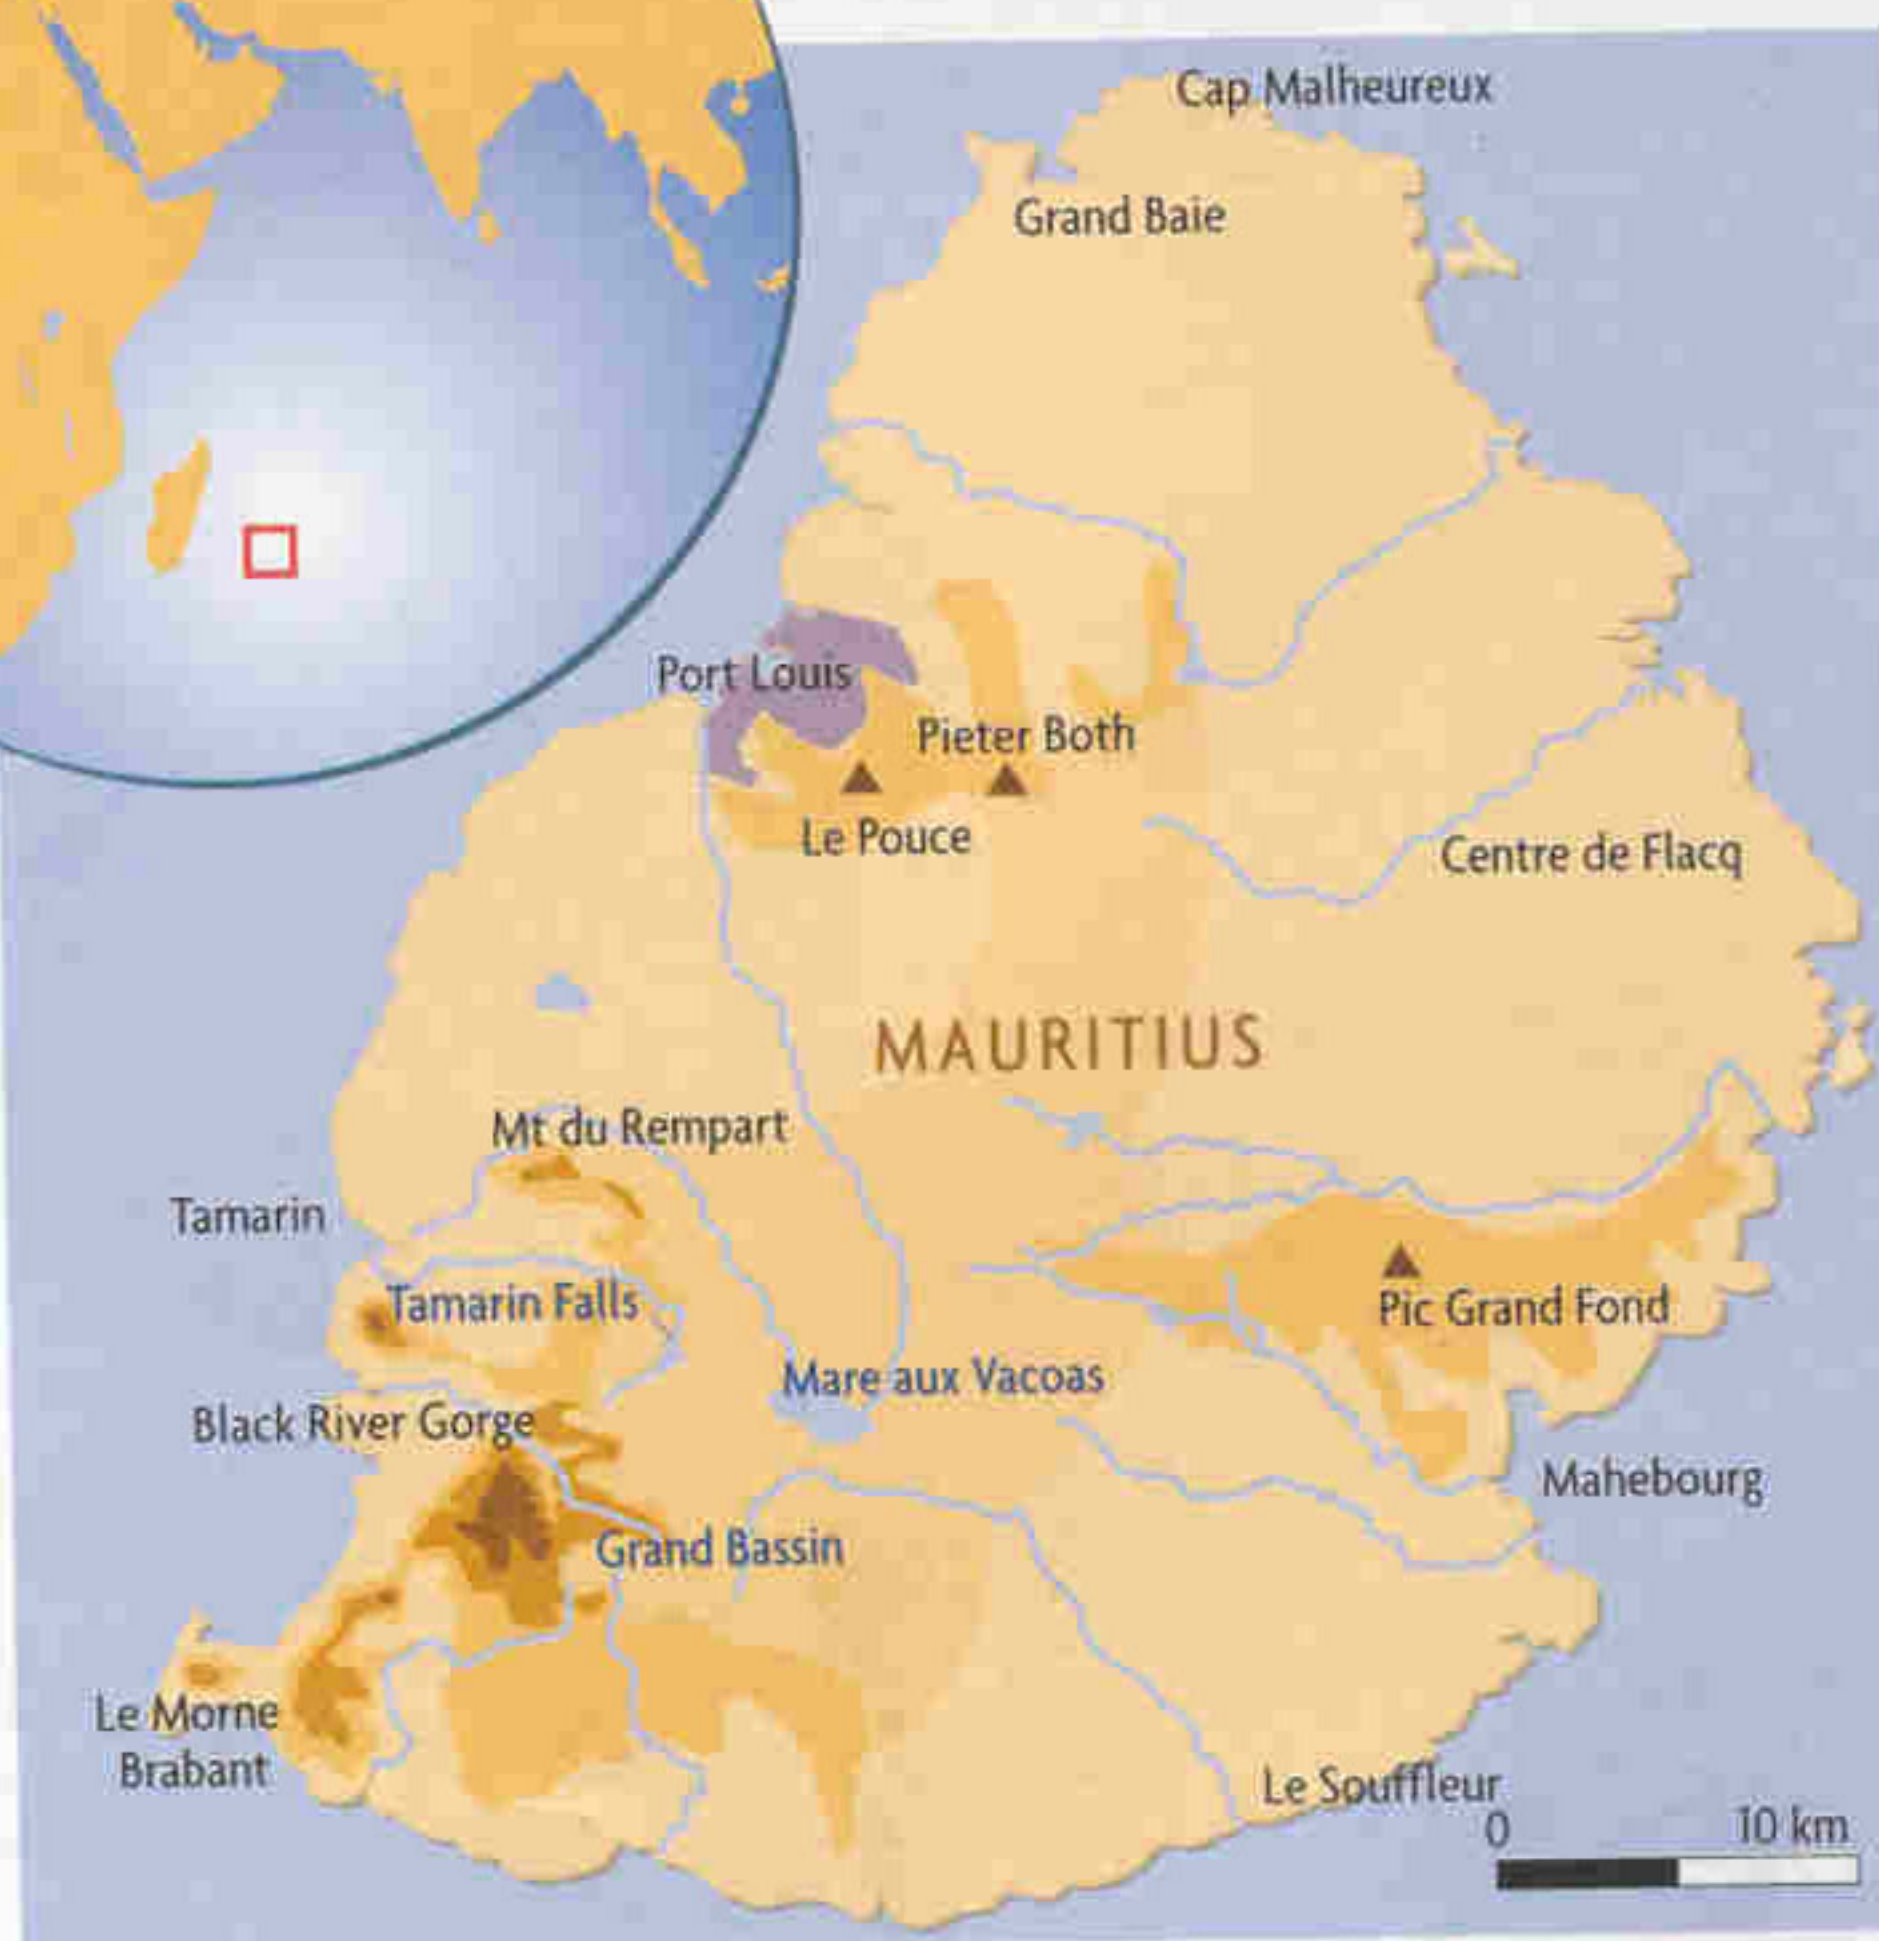 Cap Malheureux
Grand Baie
Port Louis
Pieter Both
Le Pouce
Centre de Flacq
MAURITIUS
Mt du Rempart
Tamarin
Tamarin Falls
Pic Grand Fond
Mare aux Vacoas
Black River Gorge
Mahebourg
Grand Bassin
Le Morne
Brabant
Le Souffleur
0 10 km